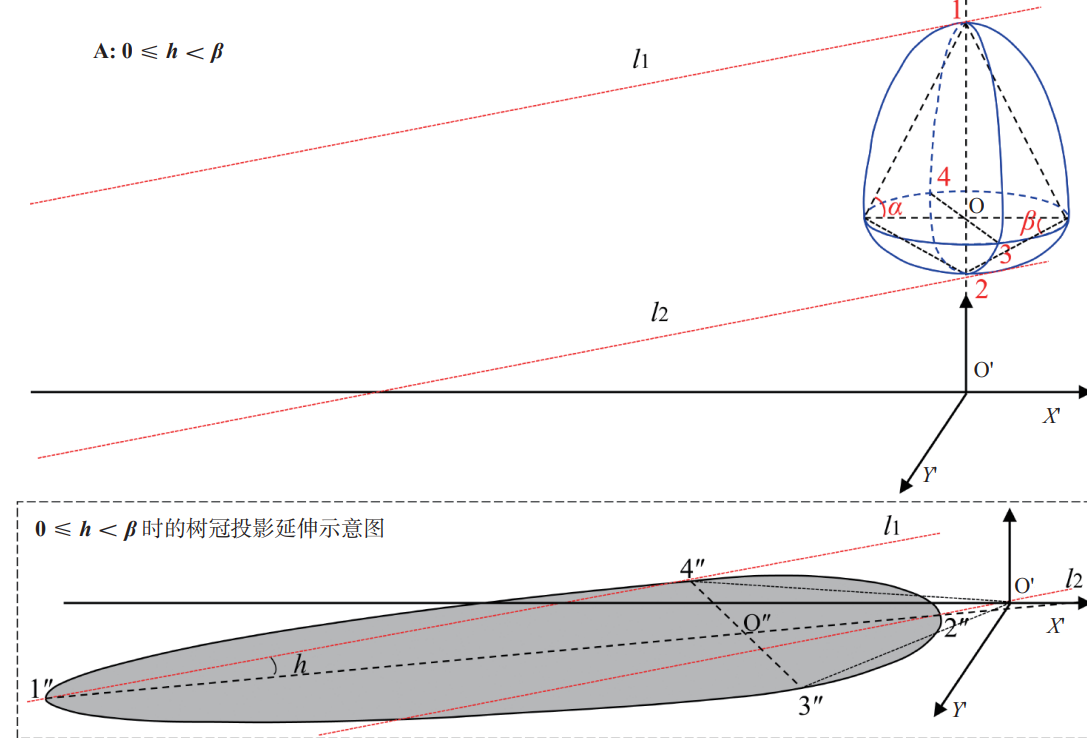 1
A: 0 ⩽ h < β
l1
4
α
O
β
3
2
l2
O'
X'
Y'
0 ⩽ h < β 时的树冠投影延伸示意图
l1
4″
O'
l2
O″
2″
X'
h
1″
3″
Y'